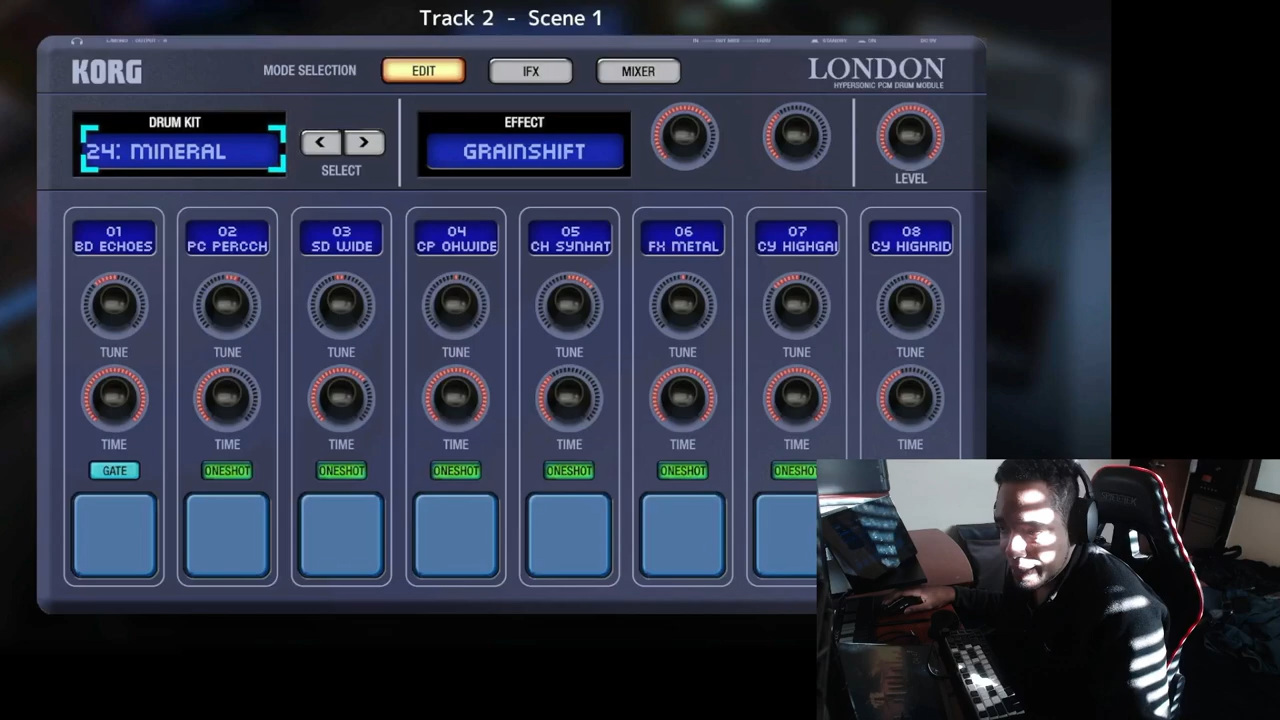 Track 2 - Scene 1
KORG
MODE SELECTION
EDIT
IFX
MIXER
LONDON
HYPERSONIC PCM DRUM MODULE
DRUM KIT
24: MINERAL
< >
SELECT
EFFECT
GRAINSHIFT
LEVEL
01 02 03 04 05 06 07 08
BD ECHOES PC PERCCH SD WIDE CP OHWIDE CH SYNHAT FX METAL CY HIGHGAI CY HIGHRID
TUNE TUNE TUNE TUNE TUNE TUNE TUNE TUNE
TIME TIME TIME TIME TIME TIME TIME TIME
GATE ONESHOT ONESHOT ONESHOT ONESHOT ONESHOT ONESHOT